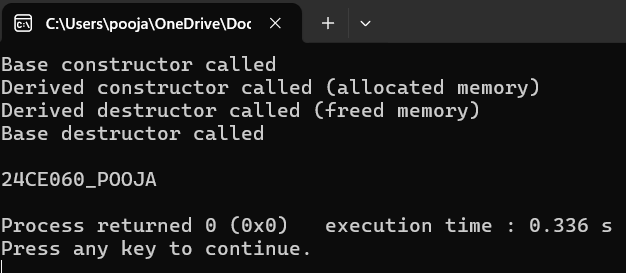 C:\Users\pooja\OneDrive\Doc
Base constructor called
Derived constructor called (allocated memory)
Derived destructor called (freed memory)
Base destructor called
24CE060_POOJA
Process returned 0 (0x0)   execution time : 0.336 s
Press any key to continue.